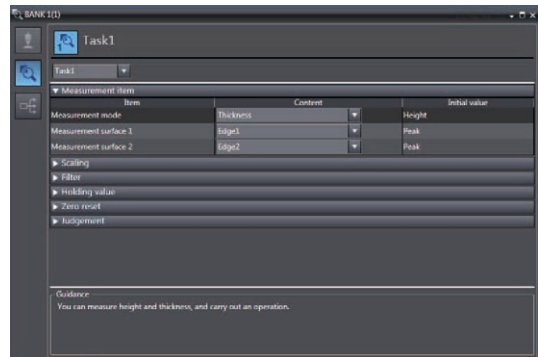 BANK 1(1)
Task1
1
Task1
▼ Measurement item
Item Content Initial value
Measurement mode Thickness Height
Measurement surface 1 Edge1 Peak
Measurement surface 2 Edge2 Peak
▶ Scaling
▶ Filter
▶ Holding value
▶ Zero reset
▶ Judgement
Guidance
You can measure height and thickness, and carry out an operation.